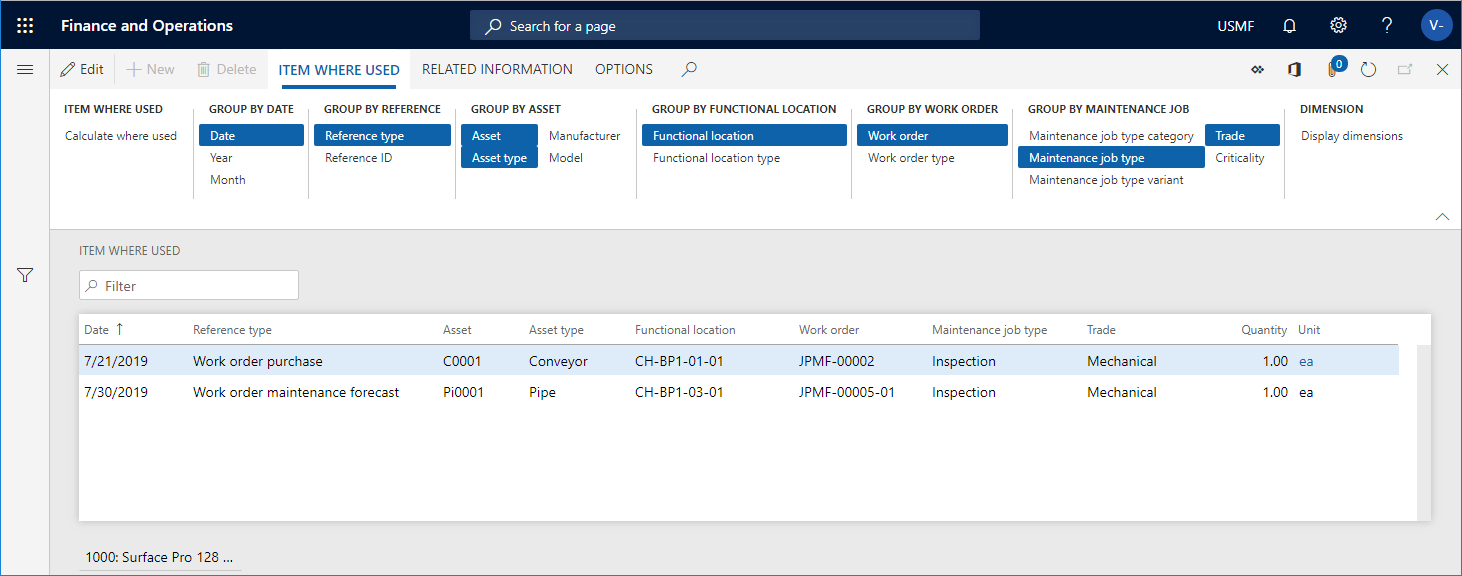 Finance and Operations Search for a page USMF ? V-
Edit New Delete ITEM WHERE USED RELATED INFORMATION OPTIONS 0
ITEM WHERE USED GROUP BY DATE GROUP BY REFERENCE GROUP BY ASSET GROUP BY FUNCTIONAL LOCATION GROUP BY WORK ORDER GROUP BY MAINTENANCE JOB DIMENSION
Calculate where used Date Reference type Asset Manufacturer Functional location Work order Maintenance job type category Trade Display dimensions
Year Reference ID Asset type Model Functional location type Work order type Maintenance job type Criticality
Month Maintenance job type variant
ITEM WHERE USED
Filter
Date ↑ Reference type Asset Asset type Functional location Work order Maintenance job type Trade Quantity Unit
7/21/2019 Work order purchase C0001 Conveyor CH-BP1-01-01 JPMF-00002 Inspection Mechanical 1.00 ea
7/30/2019 Work order maintenance forecast Pi0001 Pipe CH-BP1-03-01 JPMF-00005-01 Inspection Mechanical 1.00 ea
1000: Surface Pro 128 ...